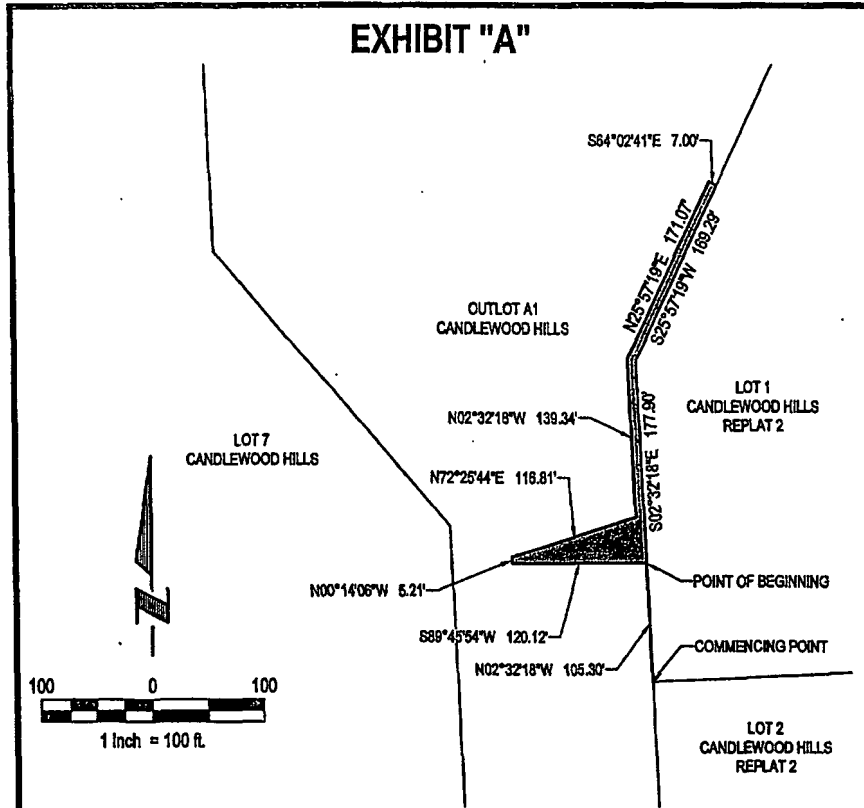 EXHIBIT "A"
S64°02'41"E 7.00'
N25°57'19"E 171.07'
S25°57'19"W 169.29'
OUTLOT A1
CANDLEWOOD HILLS
LOT 1
CANDLEWOOD HILLS
REPLAT 2
N02°32'18"W 139.34'
S02°32'18"E 177.90'
LOT 7
CANDLEWOOD HILLS
N72°25'44"E 116.81'
N00°14'06"W 5.21'
POINT OF BEGINNING
S89°45'54"W 120.12'
COMMENCING POINT
N02°32'18"W 105.30'
100 0 100
1 inch = 100 ft.
LOT 2
CANDLEWOOD HILLS
REPLAT 2